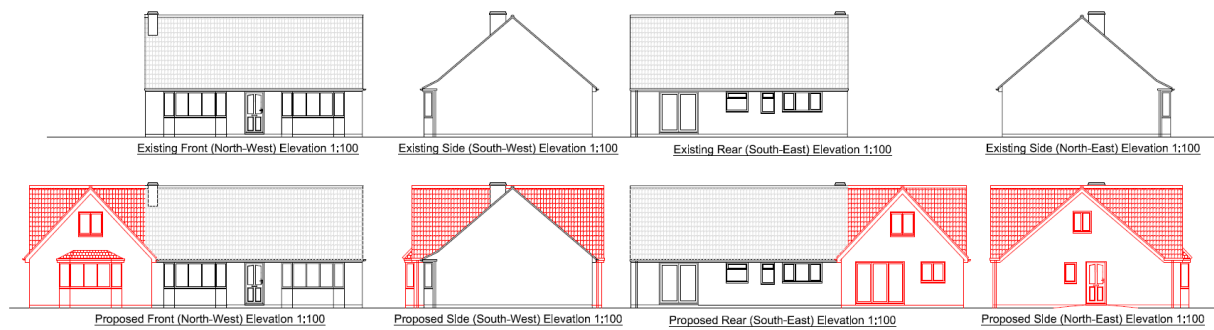 Existing Front (North-West) Elevation 1:100
Existing Side (South-West) Elevation 1:100
Existing Rear (South-East) Elevation 1:100
Existing Side (North-East) Elevation 1:100
Proposed Front (North-West) Elevation 1:100
Proposed Side (South-West) Elevation 1:100
Proposed Rear (South-East) Elevation 1:100
Proposed Side (North-East) Elevation 1:100